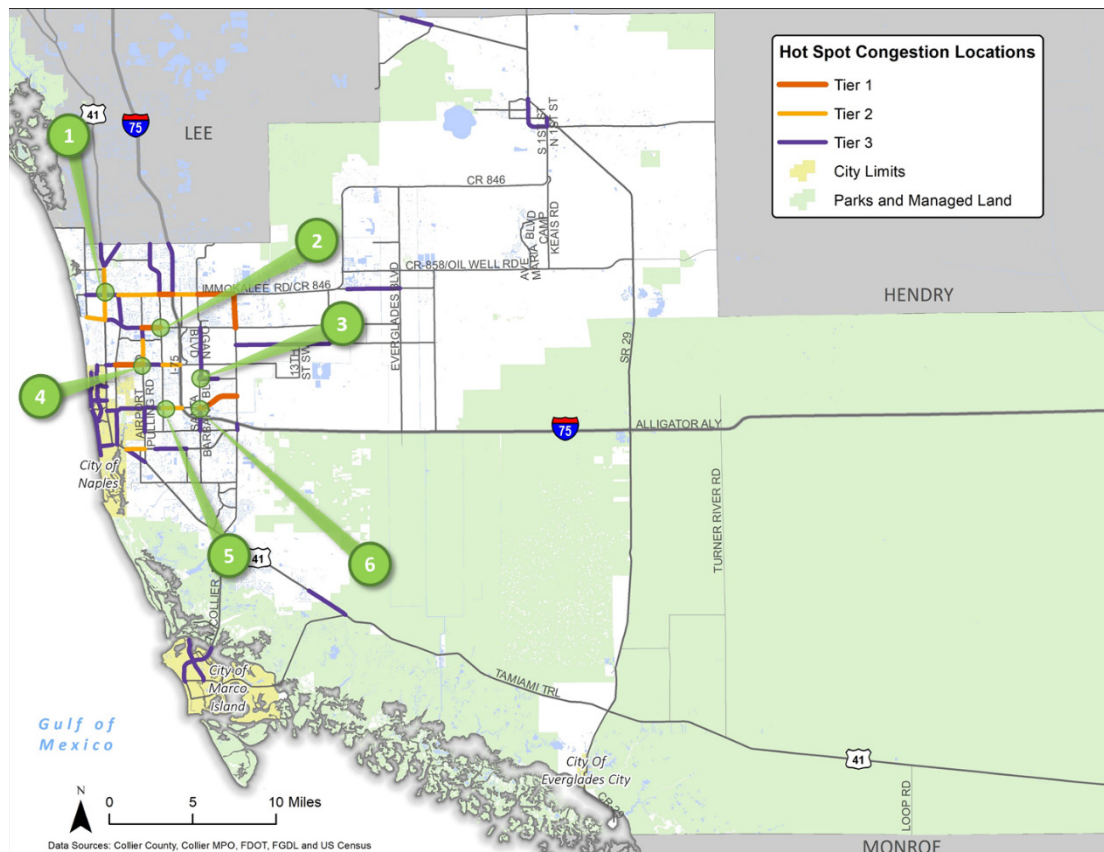 Hot Spot Congestion Locations
Tier 1
Tier 2
Tier 3
City Limits
Parks and Managed Land
41
75
LEE
1
S 1ST ST
N 1ST ST
CR 846
2
AVE
MARIA BLVD
CAMP
KEAIS RD
CR-858/OIL WELL RD
IMMOKALEE RD/CR 846
EVERGLADES BLVD
HENDRY
3
LOGAN
BLVD
I-75
13TH
ST SW
SR 29
4
AIRPORT
PULLING RD
SANTA
BARBARA BLVD
75
ALLIGATOR ALY
City of
Naples
TURNER RIVER RD
5
41
6
COLLIER
City of
Marco
Island
TAMIAMI TRL
Gulf of
Mexico
41
City Of
Everglades City
CR 29
LOOP RD
N
0 5 10 Miles
Data Sources: Collier County, Collier MPO, FDOT, FGDL and US Census
MONROE